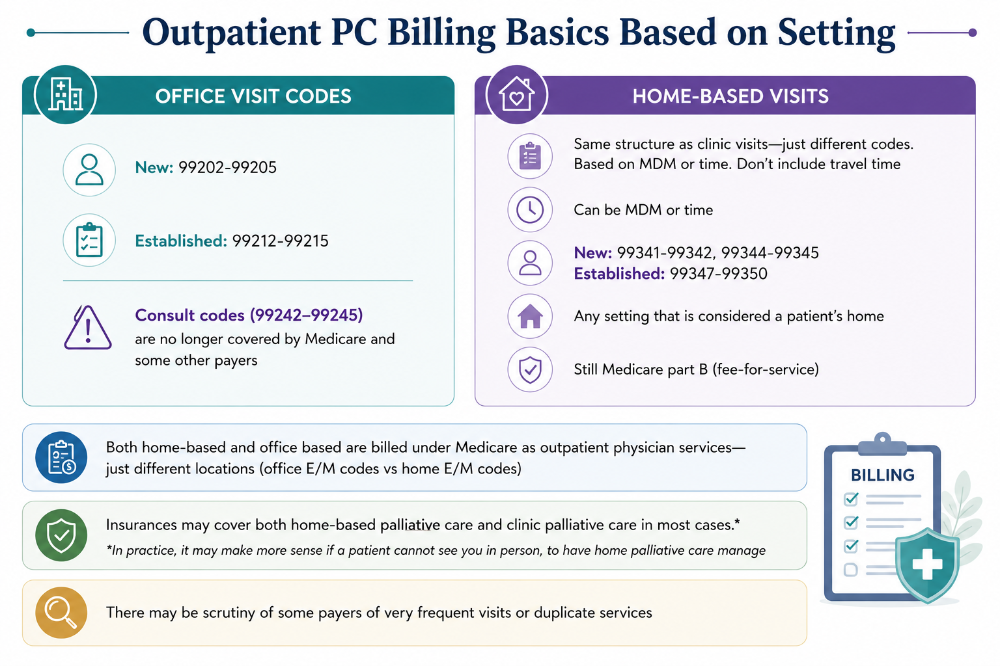 Outpatient PC Billing Basics Based on Setting
OFFICE VISIT CODES
New: 99202-99205
Established: 99212-99215
Consult codes (99242–99245)
are no longer covered by Medicare and
some other payers
HOME-BASED VISITS
Same structure as clinic visits—just different codes.
Based on MDM or time. Don't include travel time
Can be MDM or time
New: 99341-99342, 99344-99345
Established: 99347-99350
Any setting that is considered a patient's home
Still Medicare part B (fee-for-service)
Both home-based and office based are billed under Medicare as outpatient physician services—
just different locations (office E/M codes vs home E/M codes)
Insurances may cover both home-based palliative care and clinic palliative care in most cases.*
*In practice, it may make more sense if a patient cannot see you in person, to have home palliative care manage
There may be scrutiny of some payers of very frequent visits or duplicate services
BILLING